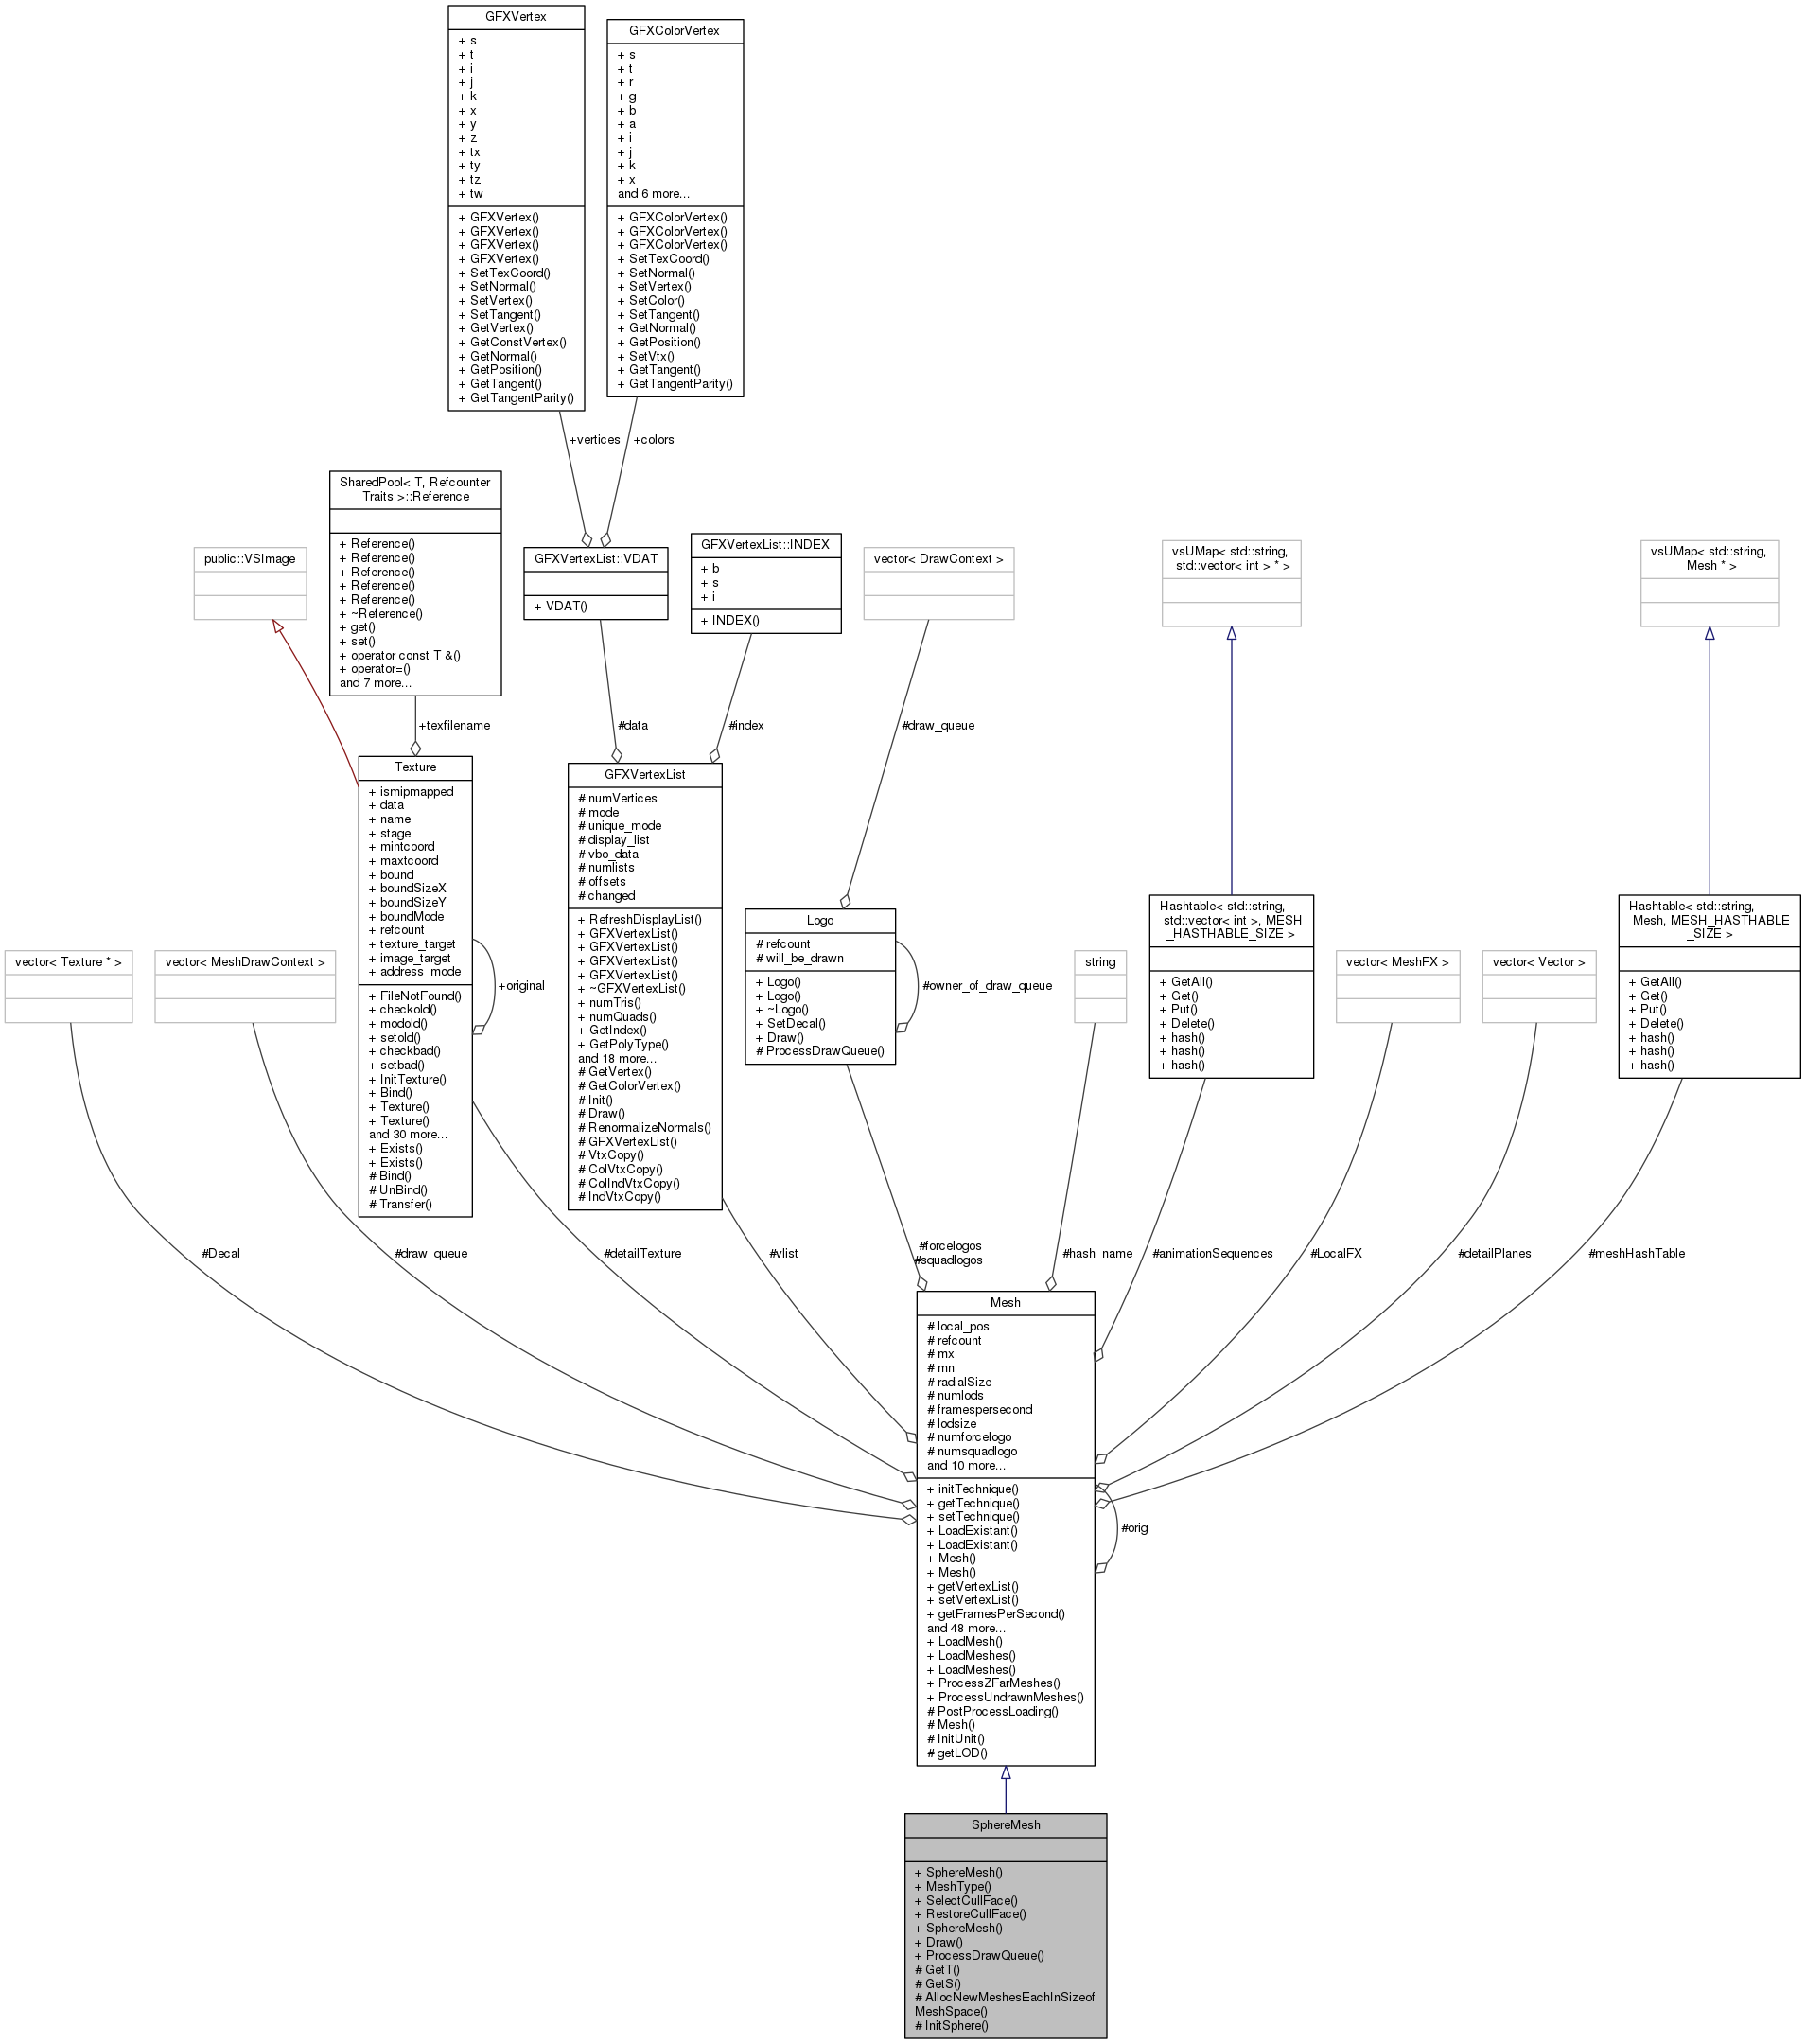 GFXVertex
+ s
+ t
+ i
+ j
+ k
+ x
+ y
+ z
+ tx
+ ty
+ tz
+ tw
+ GFXVertex()
+ GFXVertex()
+ GFXVertex()
+ GFXVertex()
+ SetTexCoord()
+ SetNormal()
+ SetVertex()
+ SetTangent()
+ GetVertex()
+ GetConstVertex()
+ GetNormal()
+ GetPosition()
+ GetTangent()
+ GetTangentParity()
GFXColorVertex
+ s
+ t
+ r
+ g
+ b
+ a
+ i
+ j
+ k
+ x
and 6 more...
+ GFXColorVertex()
+ GFXColorVertex()
+ GFXColorVertex()
+ SetTexCoord()
+ SetNormal()
+ SetVertex()
+ SetColor()
+ SetTangent()
+ GetNormal()
+ GetPosition()
+ SetVtx()
+ GetTangent()
+ GetTangentParity()
+vertices
+colors
SharedPool< T, Refcounter
Traits >::Reference
+ Reference()
+ Reference()
+ Reference()
+ Reference()
+ Reference()
+ ~Reference()
+ get()
+ set()
+ operator const T &()
+ operator=()
and 7 more...
public::VSImage
GFXVertexList::VDAT
+ VDAT()
GFXVertexList::INDEX
+ b
+ s
+ i
+ INDEX()
vector< DrawContext >
vsUMap< std::string,
std::vector< int > * >
vsUMap< std::string,
Mesh * >
+texfilename
#data
#index
#draw_queue
Texture
+ ismipmapped
+ data
+ name
+ stage
+ mintcoord
+ maxtcoord
+ bound
+ boundSizeX
+ boundSizeY
+ boundMode
+ refcount
+ texture_target
+ image_target
+ address_mode
+ FileNotFound()
+ checkold()
+ modold()
+ setold()
+ checkbad()
+ setbad()
+ InitTexture()
+ Bind()
+ Texture()
+ Texture()
and 30 more...
+ Exists()
+ Exists()
# Bind()
# UnBind()
# Transfer()
+original
GFXVertexList
# numVertices
# mode
# unique_mode
# display_list
# vbo_data
# numlists
# offsets
# changed
+ RefreshDisplayList()
+ GFXVertexList()
+ GFXVertexList()
+ GFXVertexList()
+ GFXVertexList()
+ ~GFXVertexList()
+ numTris()
+ numQuads()
+ GetIndex()
+ GetPolyType()
and 18 more...
# GetVertex()
# GetColorVertex()
# Init()
# Draw()
# RenormalizeNormals()
# GFXVertexList()
# VtxCopy()
# ColVtxCopy()
# ColIndVtxCopy()
# IndVtxCopy()
Logo
# refcount
# will_be_drawn
+ Logo()
+ Logo()
+ ~Logo()
+ SetDecal()
+ Draw()
# ProcessDrawQueue()
#owner_of_draw_queue
vector< Texture * >
vector< MeshDrawContext >
string
Hashtable< std::string,
std::vector< int >, MESH
_HASTHABLE_SIZE >
+ GetAll()
+ Get()
+ Put()
+ Delete()
+ hash()
+ hash()
+ hash()
vector< MeshFX >
vector< Vector >
Hashtable< std::string,
Mesh, MESH_HASTHABLE
_SIZE >
+ GetAll()
+ Get()
+ Put()
+ Delete()
+ hash()
+ hash()
+ hash()
#Decal
#draw_queue
#detailTexture
#vlist
#forcelogos
#squadlogos
#hash_name
#animationSequences
#LocalFX
#detailPlanes
#meshHashTable
Mesh
# local_pos
# refcount
# mx
# mn
# radialSize
# numlods
# framespersecond
# lodsize
# numforcelogo
# numsquadlogo
and 10 more...
+ initTechnique()
+ getTechnique()
+ setTechnique()
+ LoadExistant()
+ LoadExistant()
+ Mesh()
+ Mesh()
+ getVertexList()
+ setVertexList()
+ getFramesPerSecond()
and 48 more...
+ LoadMesh()
+ LoadMeshes()
+ LoadMeshes()
+ ProcessZFarMeshes()
+ ProcessUndrawnMeshes()
# PostProcessLoading()
# Mesh()
# InitUnit()
# getLOD()
#orig
SphereMesh
+ SphereMesh()
+ MeshType()
+ SelectCullFace()
+ RestoreCullFace()
+ SphereMesh()
+ Draw()
+ ProcessDrawQueue()
# GetT()
# GetS()
# AllocNewMeshesEachInSizeof
MeshSpace()
# InitSphere()